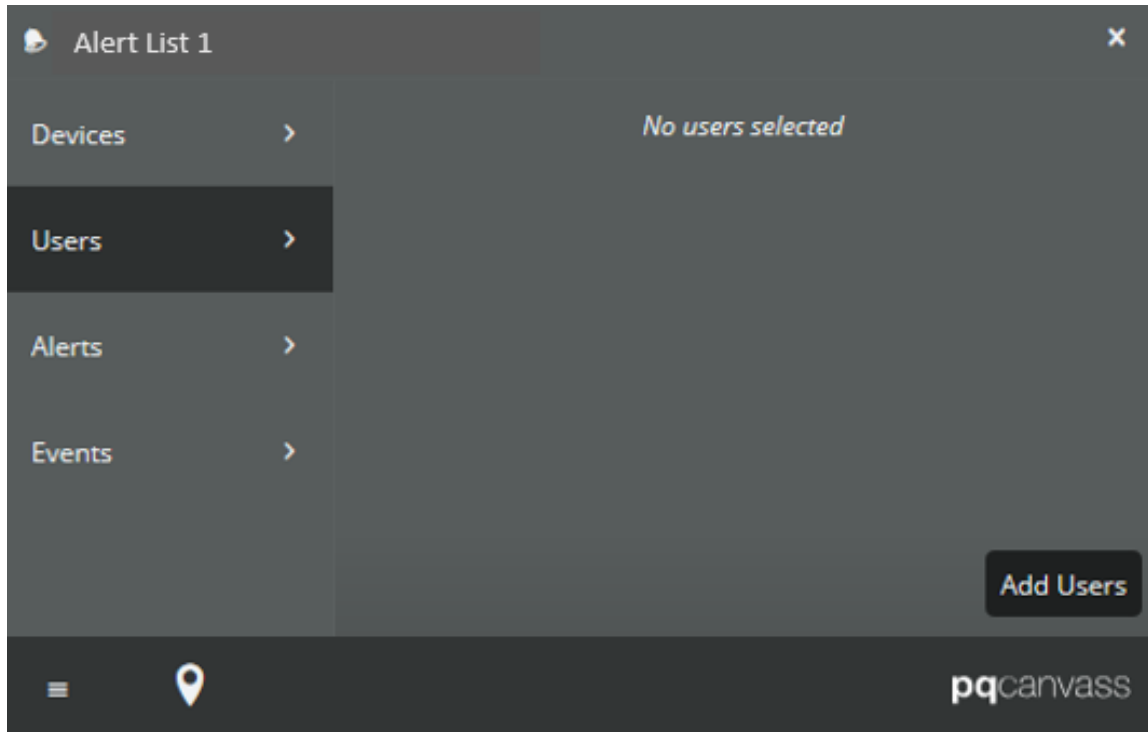 Alert List 1
Devices
No users selected
Users
Alerts
Events
Add Users
pqcanvass